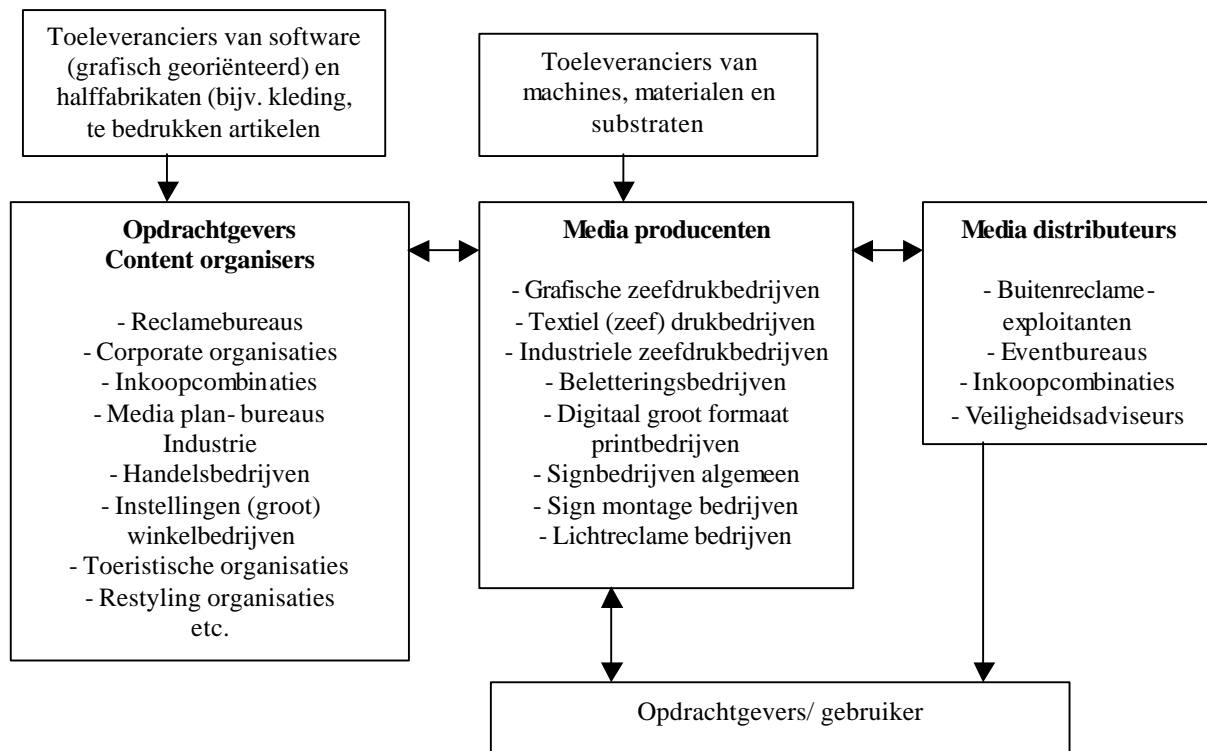 Toeleveranciers van software
(grafisch georiënteerd) en
halffabrikaten (bijv. kleding,
te bedrukken artikelen
Toeleveranciers van
machines, materialen en
substraten
Opdrachtgevers
Content organisers
- Reclamebureaus
- Corporate organisaties
- Inkoopcombinaties
- Media plan- bureaus
Industrie
- Handelsbedrijven
- Instellingen (groot)
winkelbedrijven
- Toeristische organisaties
- Restyling organisaties
etc.
Media producenten
- Grafische zeefdrukbedrijven
- Textiel (zeef) drukbedrijven
- Industriele zeefdrukbedrijven
- Beletteringsbedrijven
- Digitaal groot formaat
printbedrijven
- Signbedrijven algemeen
- Sign montage bedrijven
- Lichtreclame bedrijven
Media distributeurs
- Buitenreclame-
exploitanten
- Eventbureaus
- Inkoopcombinaties
- Veiligheidsadviseurs
Opdrachtgevers/ gebruiker